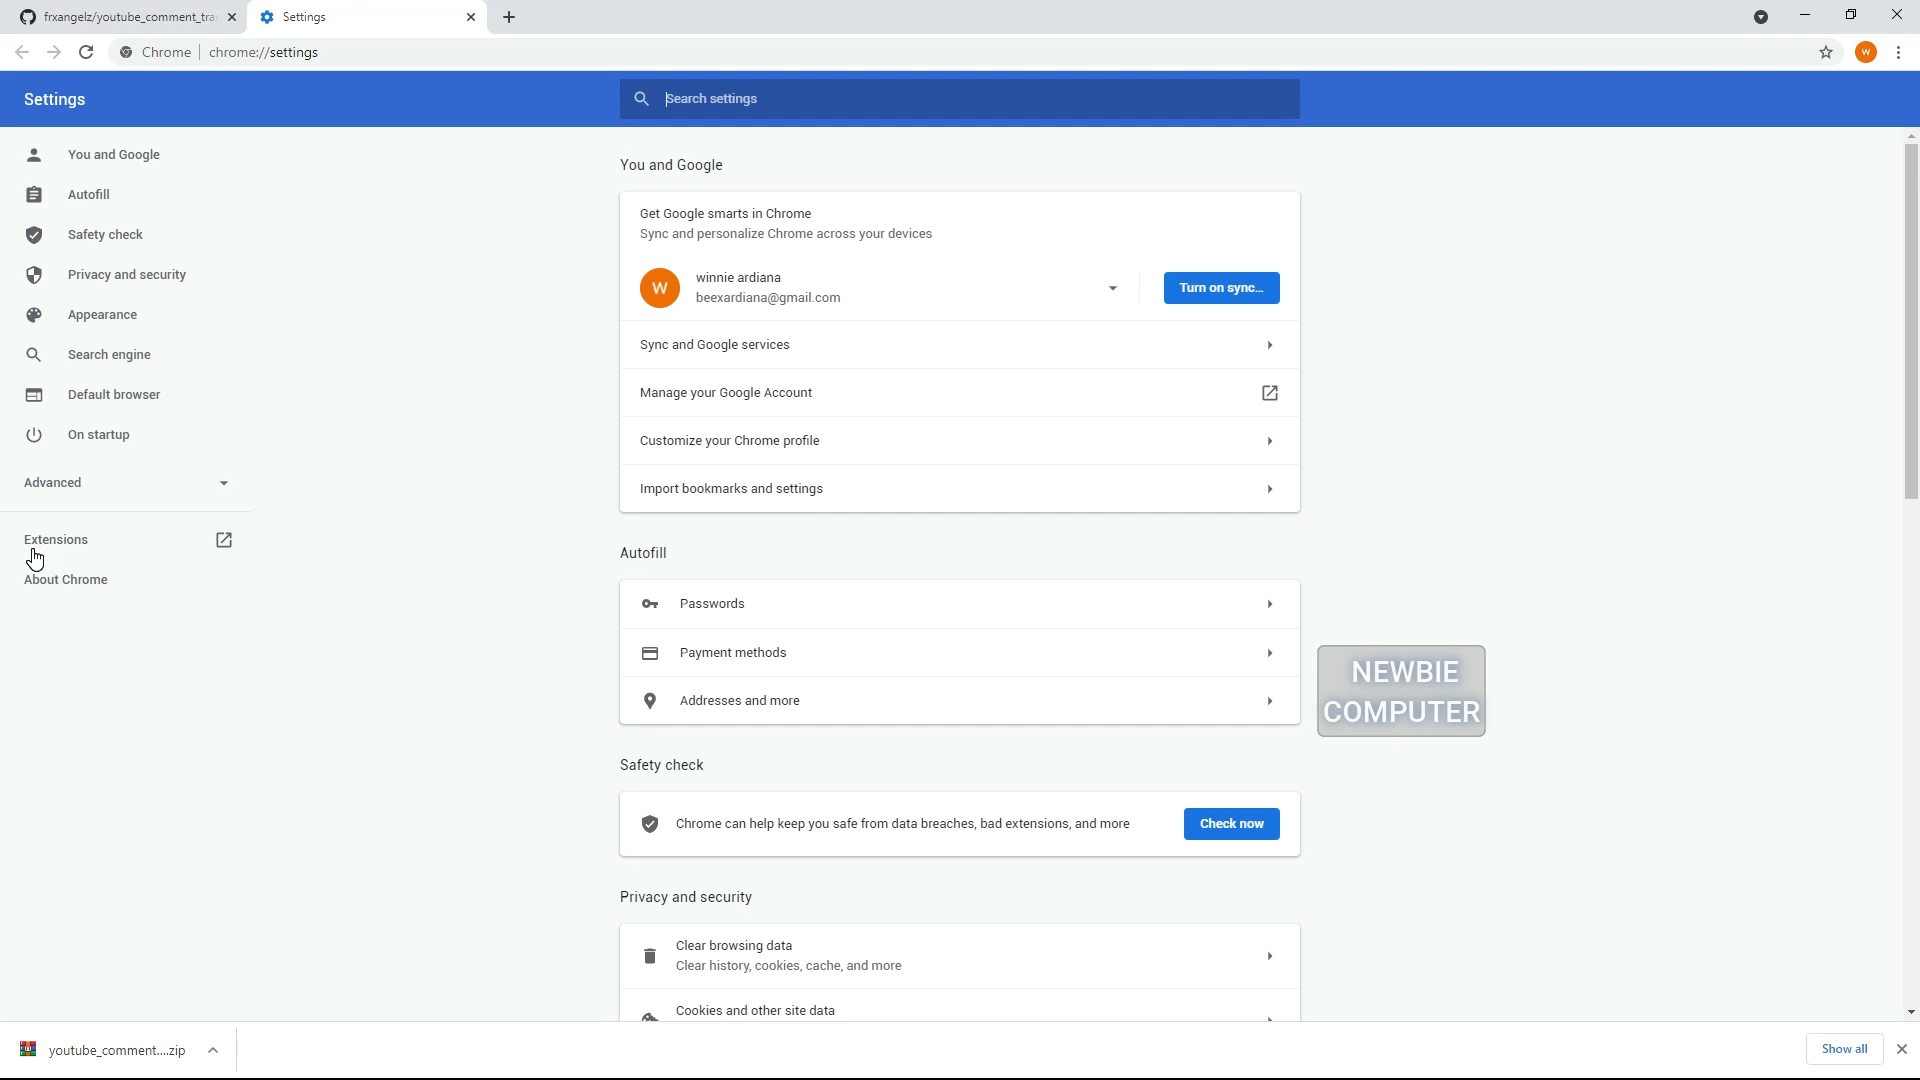 frxangelz/youtube_comment_tra
Settings
Chrome
chrome://settings
W
Settings
Search settings
You and Google
Autofill
Safety check
Privacy and security
Appearance
Search engine
Default browser
On startup
Advanced
Extensions
About Chrome
You and Google
Get Google smarts in Chrome
Sync and personalize Chrome across your devices
W
winnie ardiana
beexardiana@gmail.com
Turn on sync...
Sync and Google services
Manage your Google Account
Customize your Chrome profile
Import bookmarks and settings
Autofill
Passwords
Payment methods
Addresses and more
NEWBIE
COMPUTER
Safety check
Chrome can help keep you safe from data breaches, bad extensions, and more
Check now
Privacy and security
Clear browsing data
Clear history, cookies, cache, and more
Cookies and other site data
youtube_comment....zip
Show all